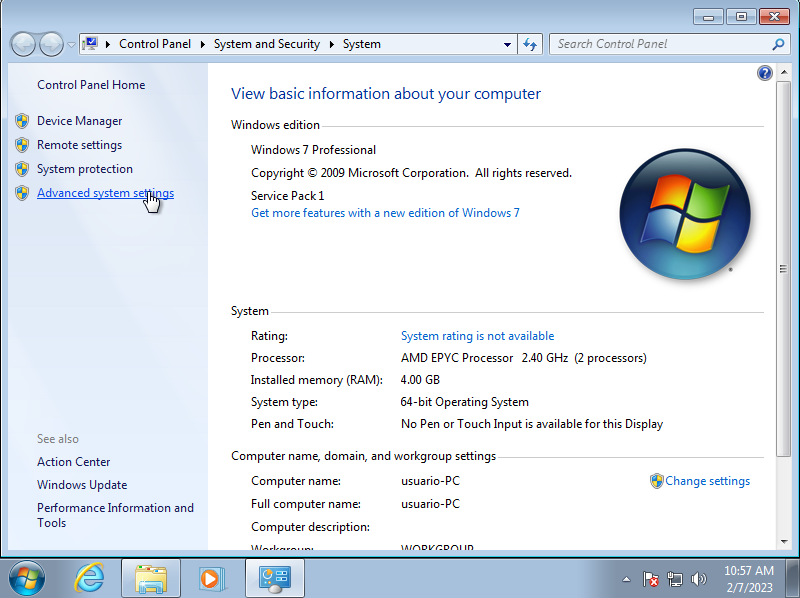 Control Panel ▸ System and Security ▸ System
Search Control Panel
Control Panel Home
Device Manager
Remote settings
System protection
Advanced system settings
See also
Action Center
Windows Update
Performance Information and
Tools
View basic information about your computer
Windows edition
Windows 7 Professional
Copyright © 2009 Microsoft Corporation.  All rights reserved.
Service Pack 1
Get more features with a new edition of Windows 7
System
Rating: System rating is not available
Processor: AMD EPYC Processor   2.40 GHz  (2 processors)
Installed memory (RAM): 4.00 GB
System type: 64-bit Operating System
Pen and Touch: No Pen or Touch Input is available for this Display
Computer name, domain, and workgroup settings
Computer name: usuario-PC
Change settings
Full computer name: usuario-PC
Computer description:
Workgroup: WORKGROUP
10:57 AM
2/7/2023